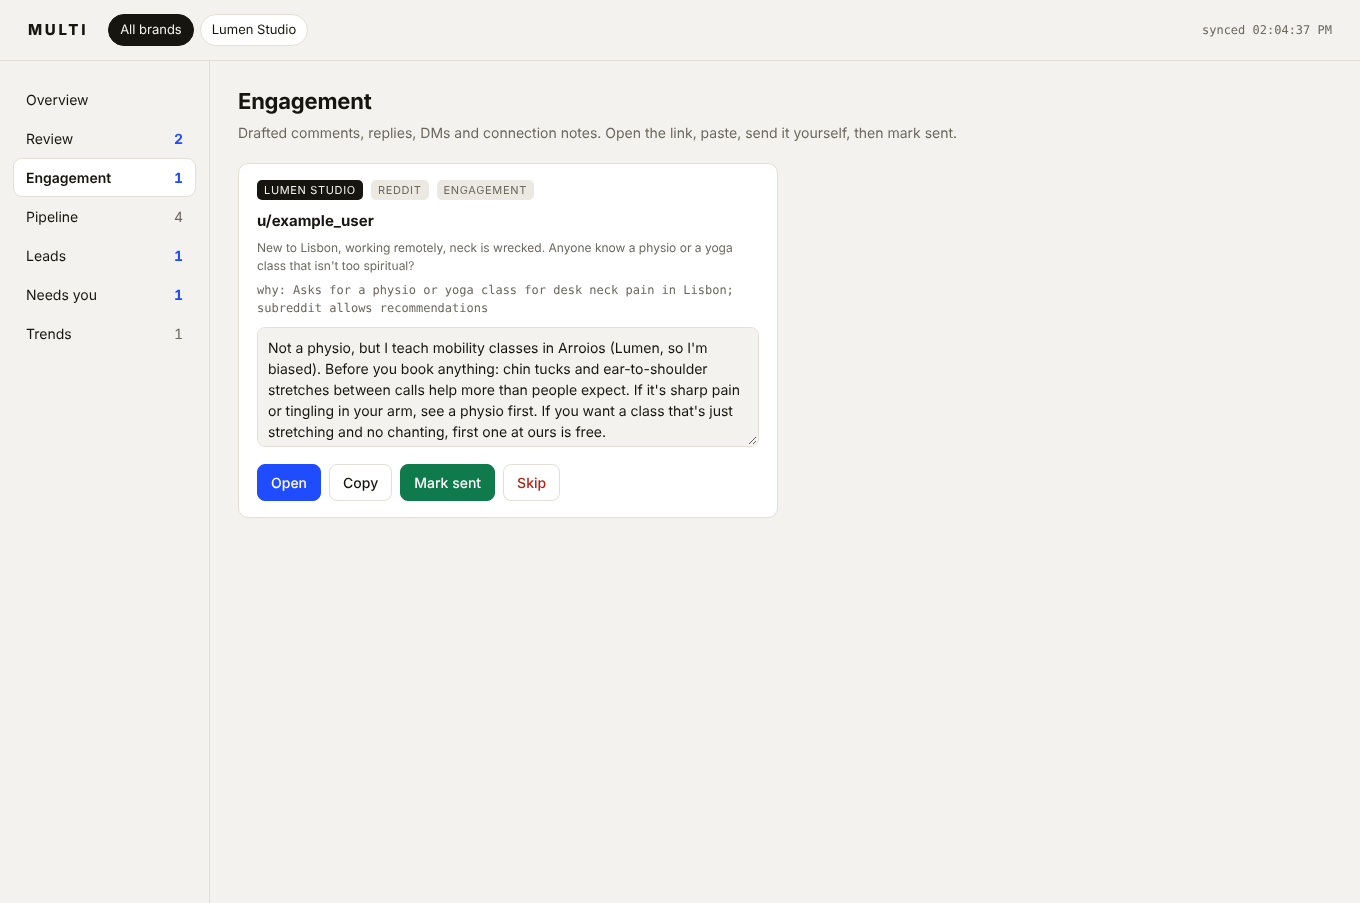 MULTI
All brands
Lumen Studio
synced 02:04:37 PM
Overview
Review 2
Engagement 1
Pipeline 4
Leads 1
Needs you 1
Trends 1
Engagement
Drafted comments, replies, DMs and connection notes. Open the link, paste, send it yourself, then mark sent.
LUMEN STUDIO REDDIT ENGAGEMENT
u/example_user
New to Lisbon, working remotely, neck is wrecked. Anyone know a physio or a yoga
class that isn't too spiritual?
why: Asks for a physio or yoga class for desk neck pain in Lisbon;
subreddit allows recommendations
Not a physio, but I teach mobility classes in Arroios (Lumen, so I'm
biased). Before you book anything: chin tucks and ear-to-shoulder
stretches between calls help more than people expect. If it's sharp pain
or tingling in your arm, see a physio first. If you want a class that's just
stretching and no chanting, first one at ours is free.
Open Copy Mark sent Skip